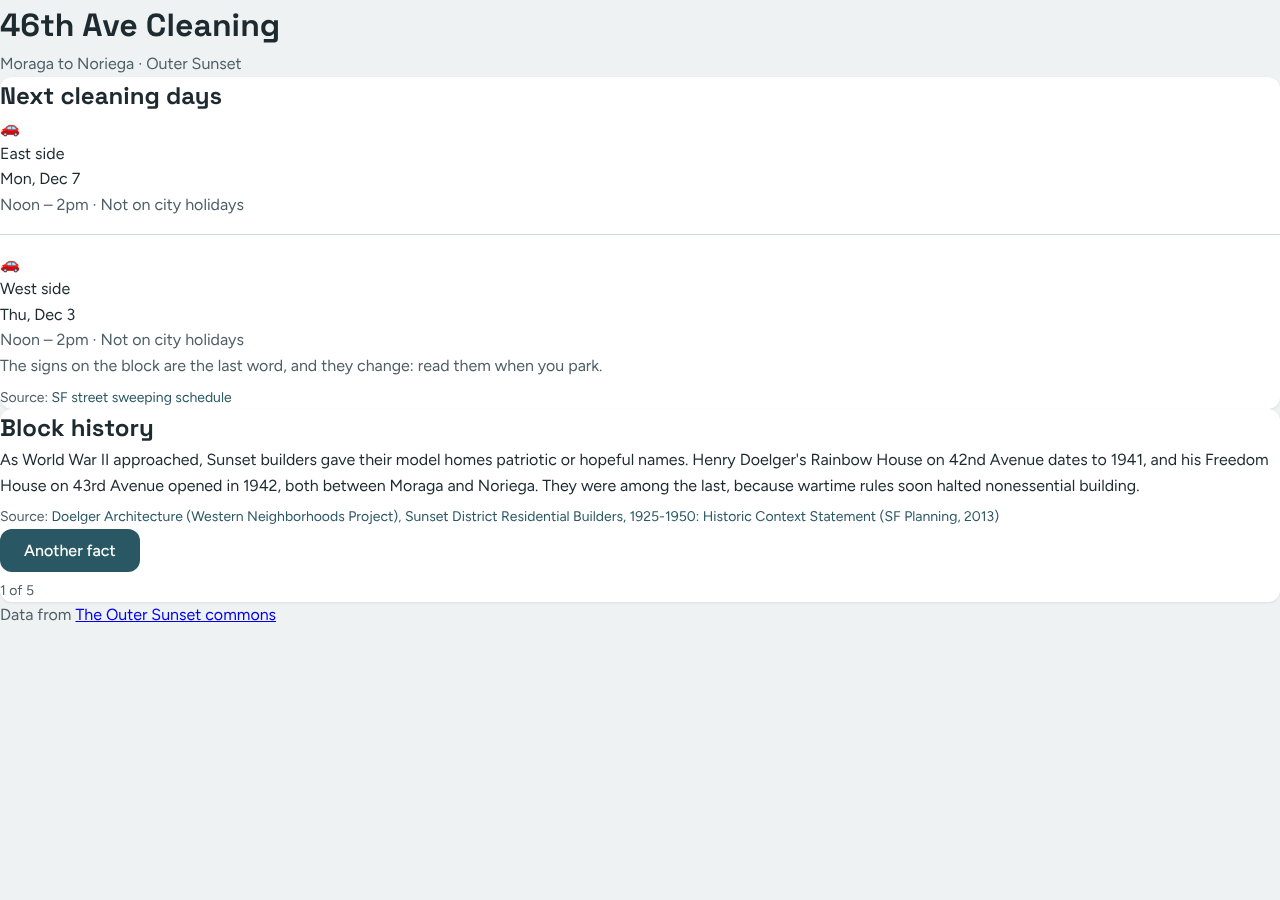 46th Ave Cleaning
Moraga to Noriega · Outer Sunset
Next cleaning days
East side
Mon, Dec 7
Noon – 2pm · Not on city holidays
West side
Thu, Dec 3
Noon – 2pm · Not on city holidays
The signs on the block are the last word, and they change: read them when you park.
Source: SF street sweeping schedule
Block history
As World War II approached, Sunset builders gave their model homes patriotic or hopeful names. Henry Doelger's Rainbow House on 42nd Avenue dates to 1941, and his Freedom
House on 43rd Avenue opened in 1942, both between Moraga and Noriega. They were among the last, because wartime rules soon halted nonessential building.
Source: Doelger Architecture (Western Neighborhoods Project), Sunset District Residential Builders, 1925-1950: Historic Context Statement (SF Planning, 2013)
Another fact
1 of 5
Data from The Outer Sunset commons